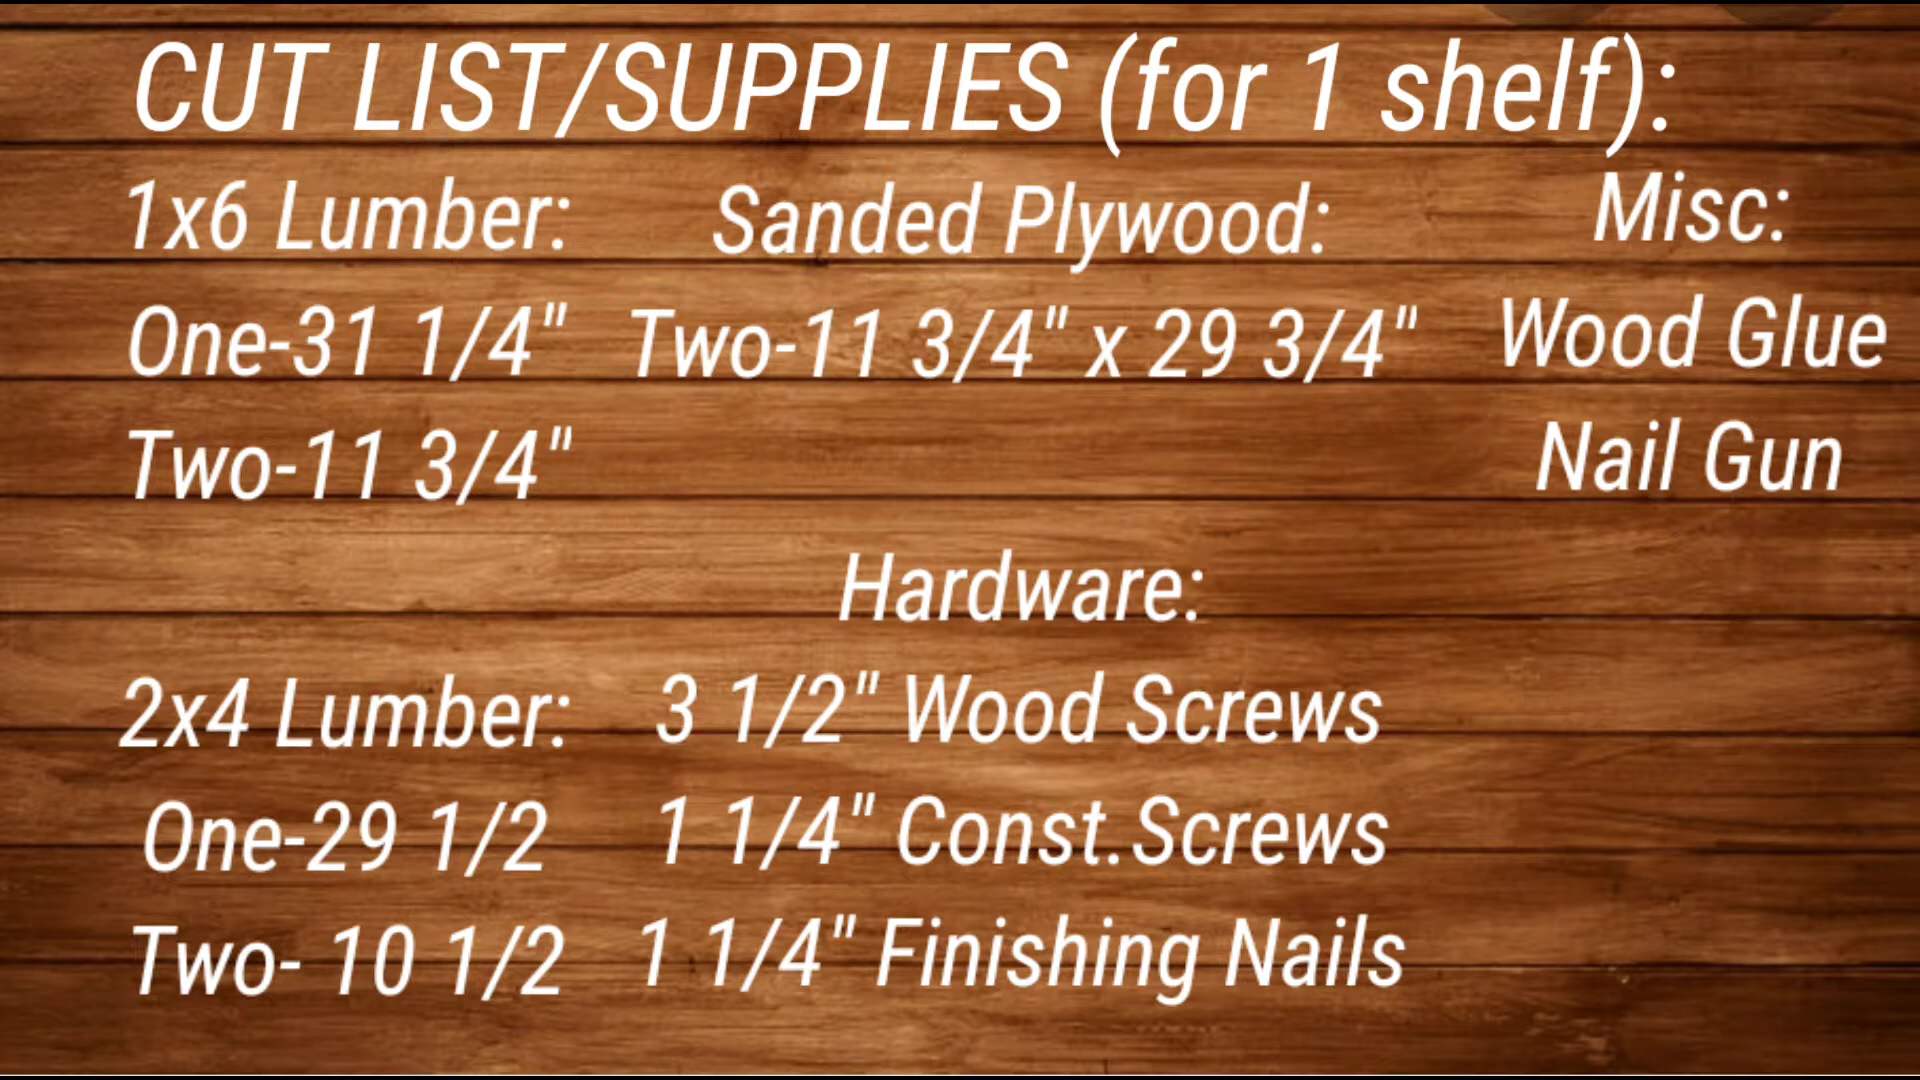 CUT LIST/SUPPLIES (for 1 shelf):
1x6 Lumber:
One-31 1/4"
Two-11 3/4"
2x4 Lumber:
One-29 1/2
Two- 10 1/2
Sanded Plywood:
Two-11 3/4" x 29 3/4"
Hardware:
3 1/2" Wood Screws
1 1/4" Const.Screws
1 1/4" Finishing Nails
Misc:
Wood Glue
Nail Gun